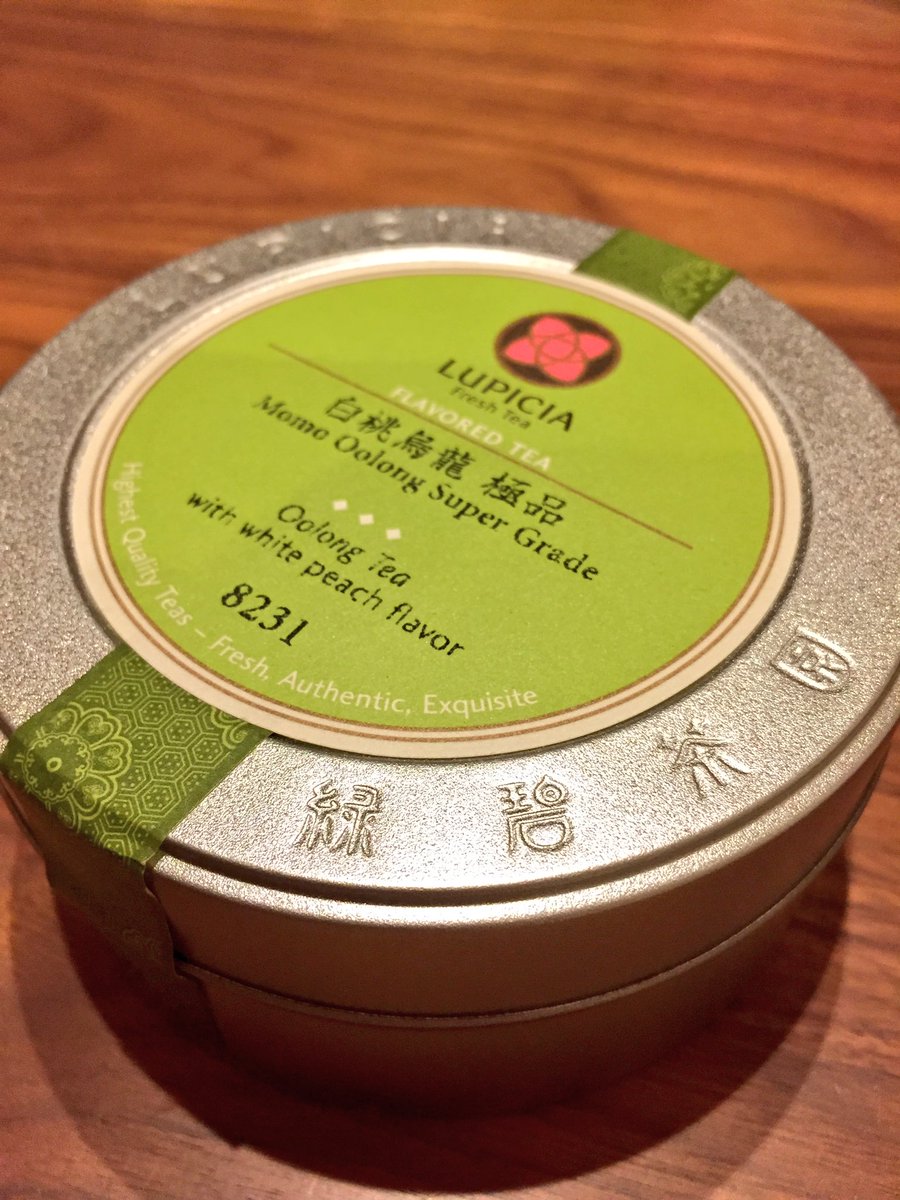 LUPICIA
LUPICIA
Fresh Tea
FLAVORED TEA
白桃烏龍 極品
Momo Oolong Super Grade
Oolong Tea
with white peach flavor
8231
Highest Quality Teas – Fresh, Authentic, Exquisite
緑碧茶園